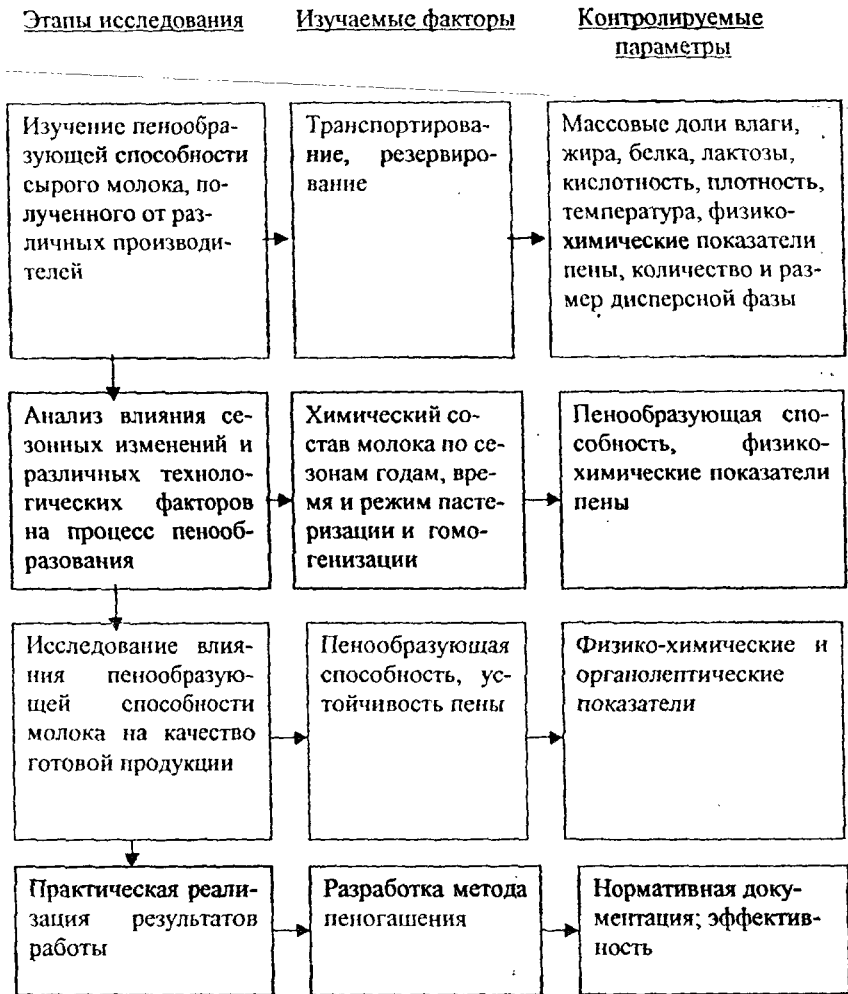 Этапы исследования
Изучаемые факторы
Контролируемые
параметры
Изучение пенообра-
зующей способности
сырого молока, по-
лученного от раз-
личных производи-
телей
Транспортирова-
ние, резервиро-
вание
Массовые доли влаги,
жира, белка, лактозы,
кислотность, плотность,
температура, физико-
химические показатели
пены, количество и раз-
мер дисперсной фазы
Анализ влияния се-
зонных изменений и
различных техноло-
гических факторов
на процесс пенооб-
разования
Химический со-
став молока по се-
зонам годам, вре-
мя и режим пасте-
ризации и гомо-
генизации
Пенообразующая спо-
собность, физико-
химические показатели
пены
Исследование влия-
ния пенообразую-
щей способности
молока на качество
готовой продукции
Пенообразующая
способность, ус-
тойчивость пены
Физико-химические и
органолептические
показатели
Практическая реали-
зация результатов
работы
Разработка метода
пеногашения
Нормативная доку-
ментация; эффектив-
ность